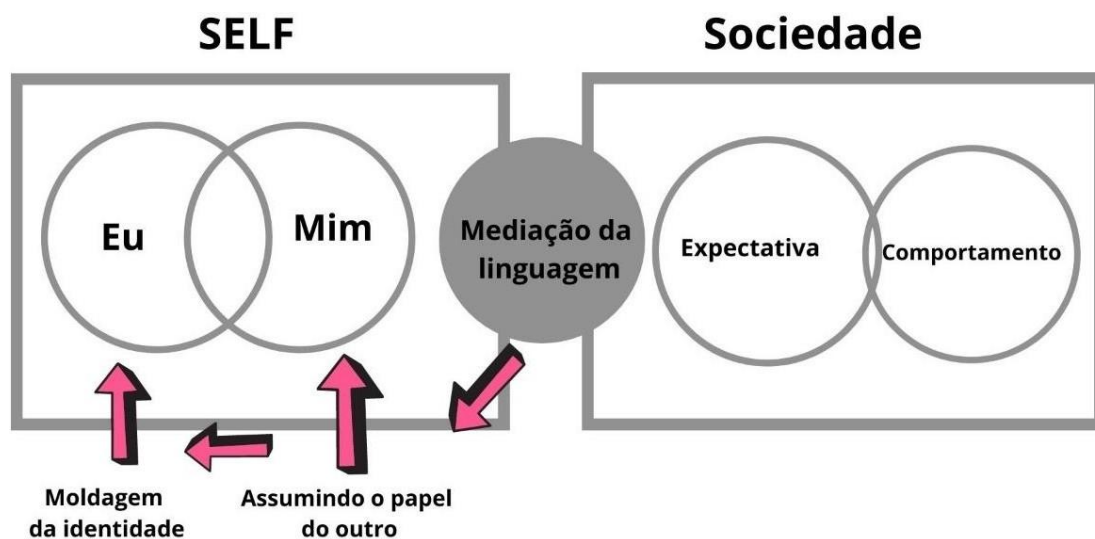 SELF
Sociedade
Eu
Mim
Mediação da
linguagem
Expectativa
Comportamento
Moldagem
da identidade
Assumindo o papel
do outro